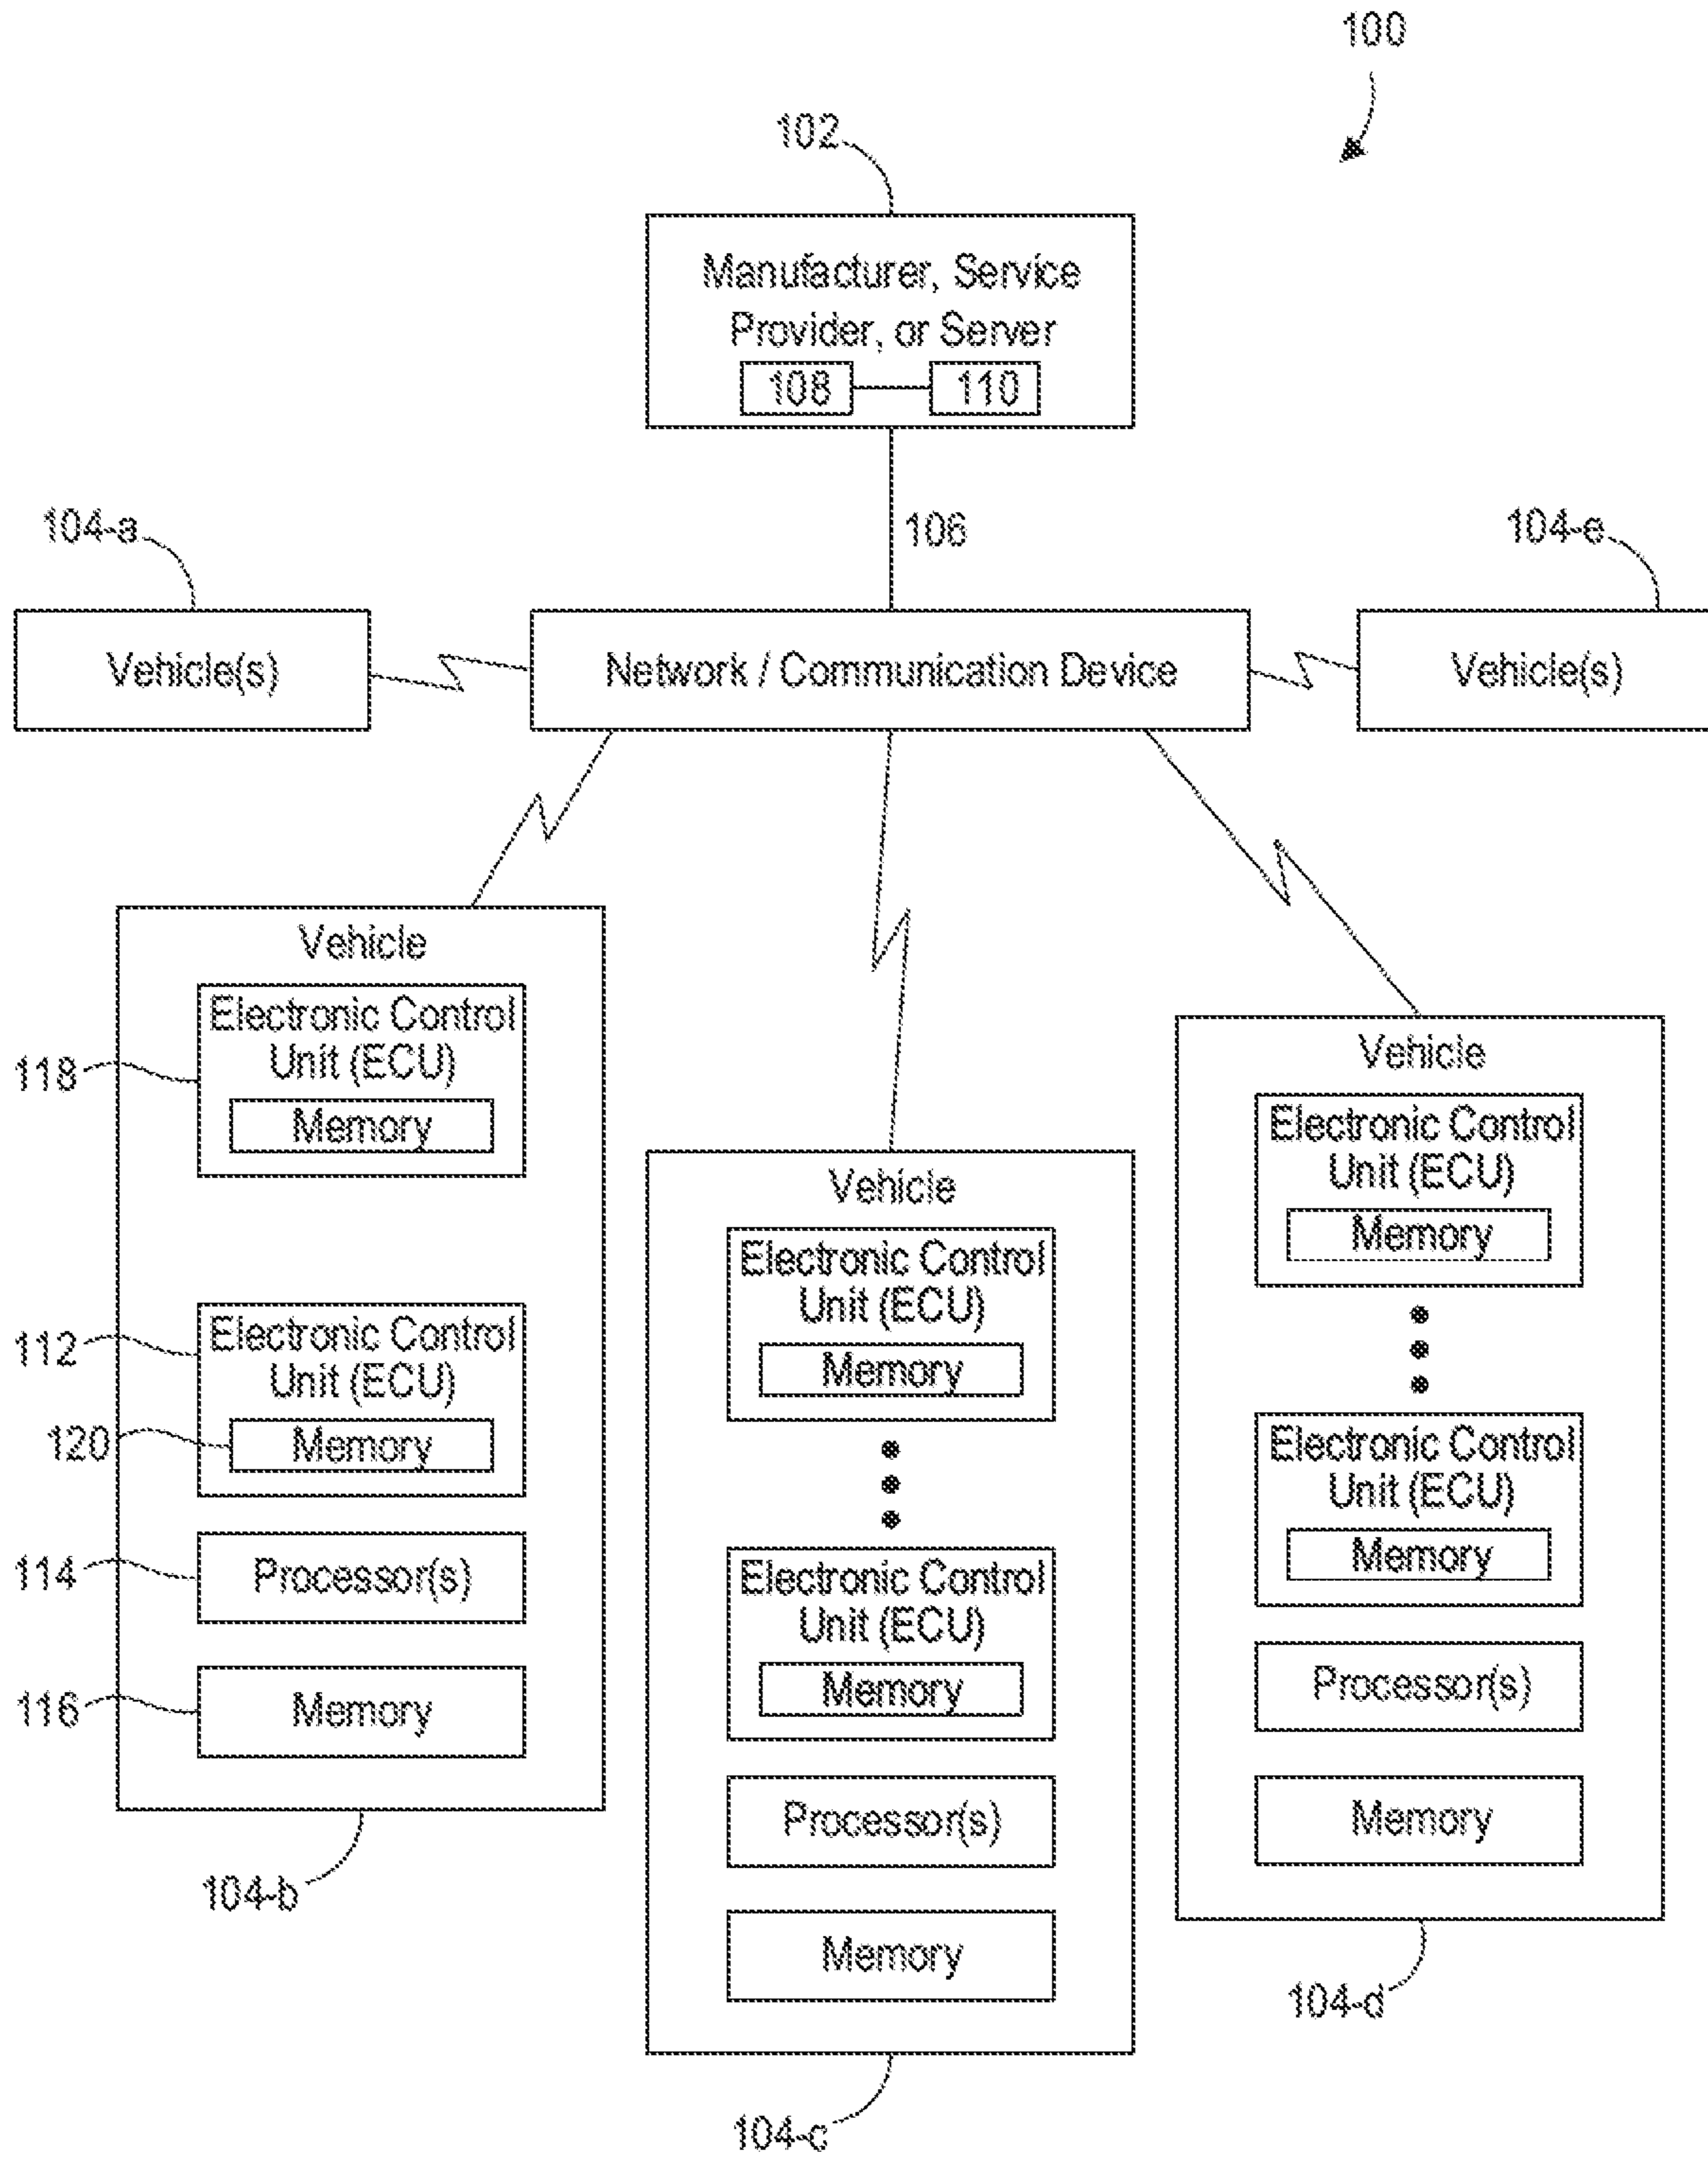 100
102
Manufacturer, Service
Provider, or Server
108
110
106
104-a
104-e
Vehicle(s)
Network / Communication Device
Vehicle(s)
Vehicle
Electronic Control
Unit (ECU)
Memory
118
Electronic Control
Unit (ECU)
Memory
112
120
Processor(s)
114
Memory
116
104-b
Vehicle
Electronic Control
Unit (ECU)
Memory
Electronic Control
Unit (ECU)
Memory
Processor(s)
Memory
104-c
Vehicle
Electronic Control
Unit (ECU)
Memory
Electronic Control
Unit (ECU)
Memory
Processor(s)
Memory
104-d